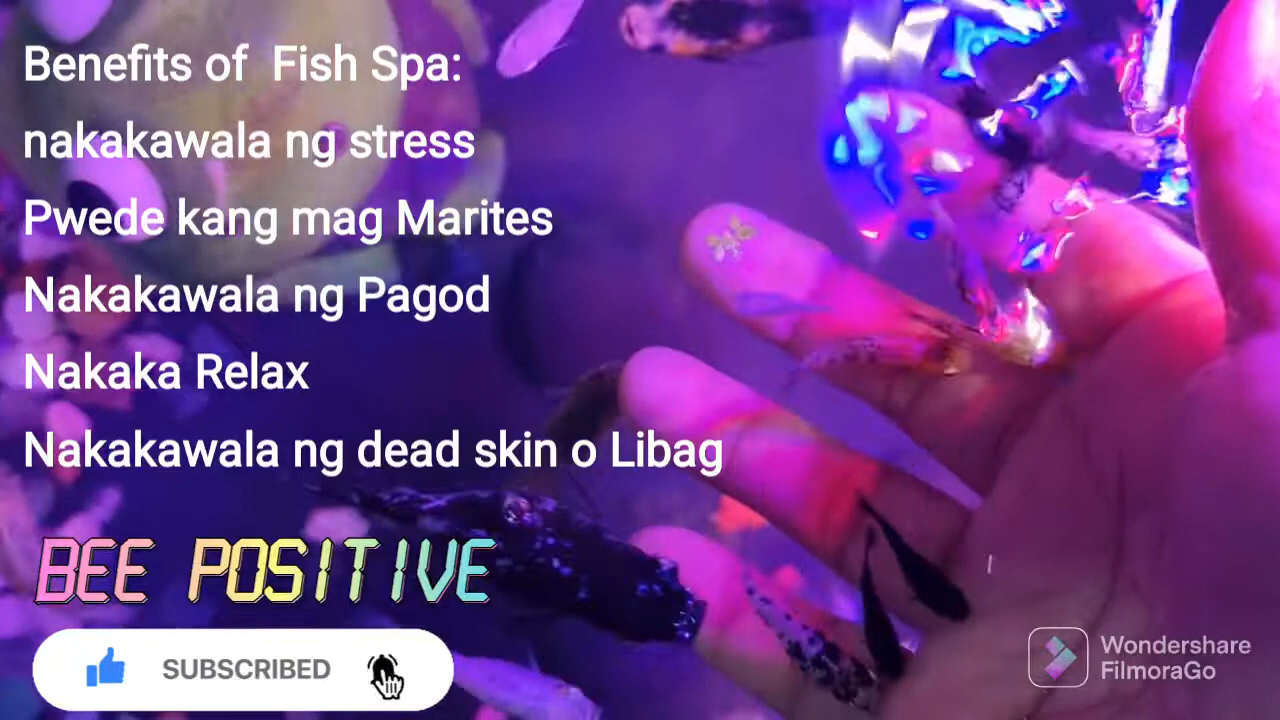 Benefits of Fish Spa:
nakakawala ng stress
Pwede kang mag Marites
Nakakawala ng Pagod
Nakaka Relax
Nakakawala ng dead skin o Libag
BEE POSITIVE
SUBSCRIBED
Wondershare
FilmoraGo